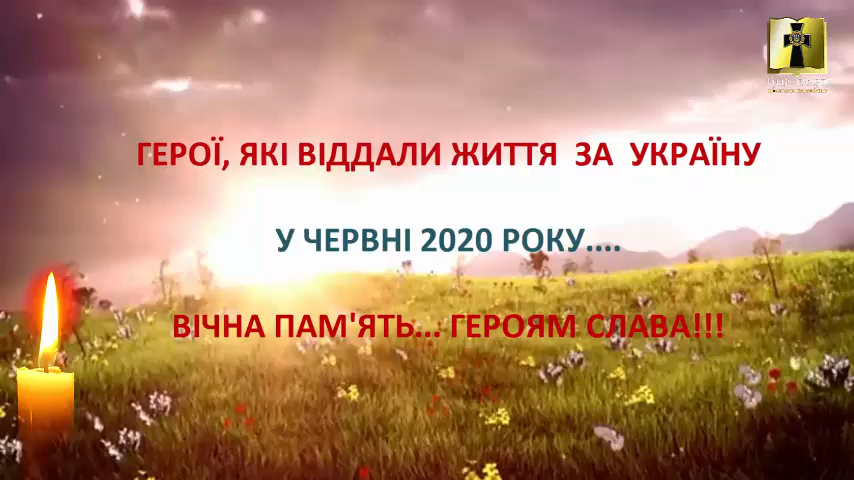 ГЕРОЇ, ЯКІ ВІДДАЛИ ЖИТТЯ ЗА УКРАЇНУ
У ЧЕРВНІ 2020 РОКУ....
ВІЧНА ПАМ'ЯТЬ... ГЕРОЯМ СЛАВА!!!